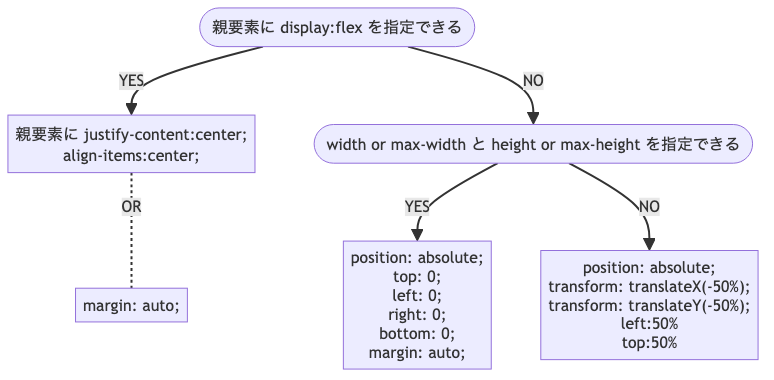 親要素に display:flex を指定できる
YES
NO
親要素に justify-content:center;
align-items:center;
width or max-width と height or max-height を指定できる
OR
YES
NO
margin: auto;
position: absolute;
top: 0;
left: 0;
right: 0;
bottom: 0;
margin: auto;
position: absolute;
transform: translateX(-50%);
transform: translateY(-50%);
left:50%
top:50%